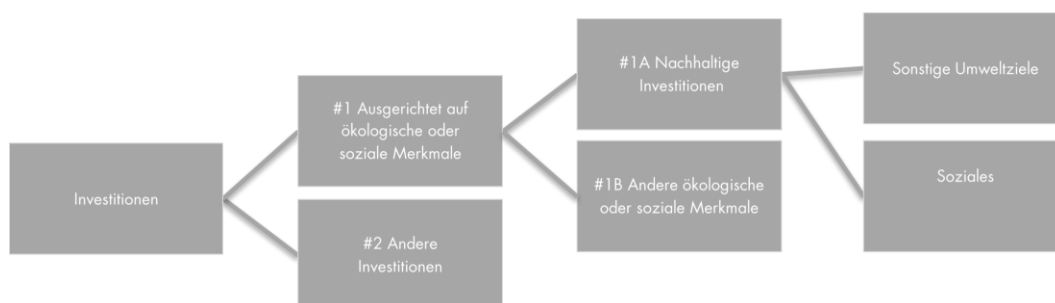 Investitionen
#1 Ausgerichtet auf
ökologische oder
soziale Merkmale
#2 Andere
Investitionen
#1A Nachhaltige
Investitionen
#1B Andere ökologische
oder soziale Merkmale
Sonstige Umweltziele
Soziales